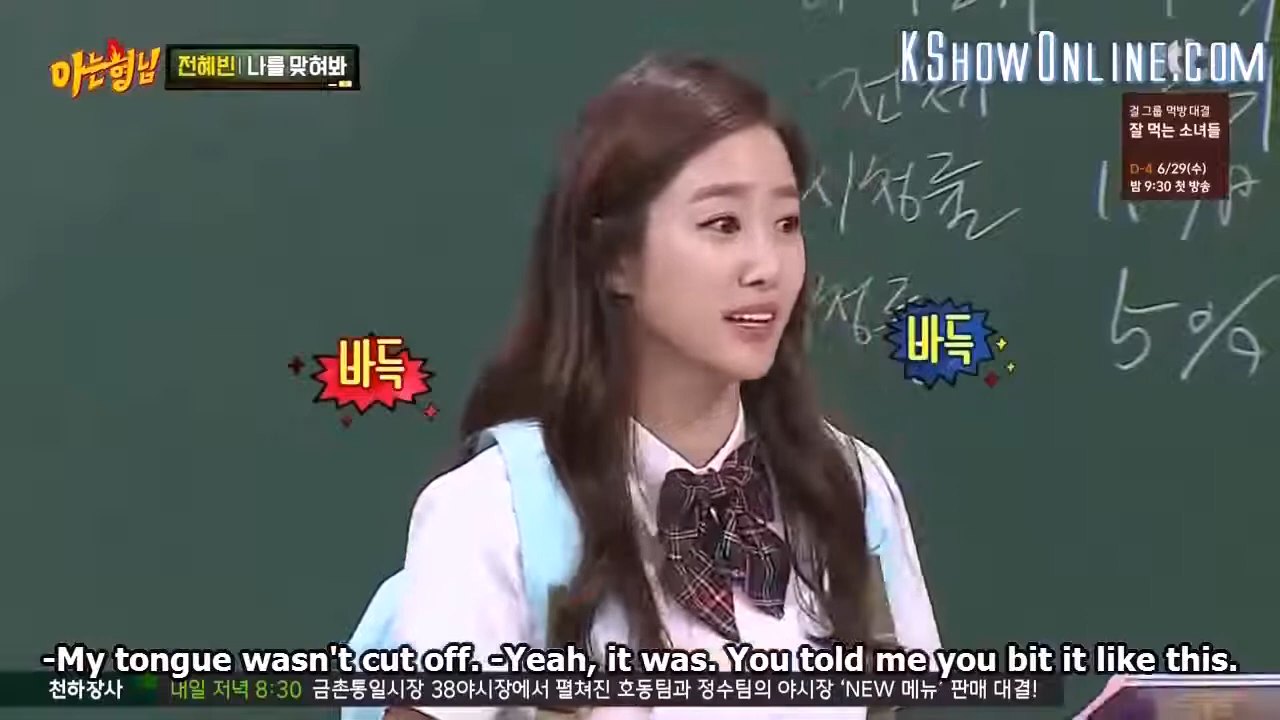 아는형님
전혜빈 | 나를 맞혀봐
KSHOWONLINE.COM
걸 그룹 먹방 대결
잘 먹는 소녀들
D-4 6/29(수)
밤 9:30 첫 방송
시청률
5%
바득
바득
-My tongue wasn't cut off. -Yeah, it was. You told me you bit it like this.
천하장사 내일 저녁 8:30 금촌통일시장 38야시장에서 펼쳐진 호동팀과 정수팀의 야시장 ‘NEW 메뉴’ 판매 대결!